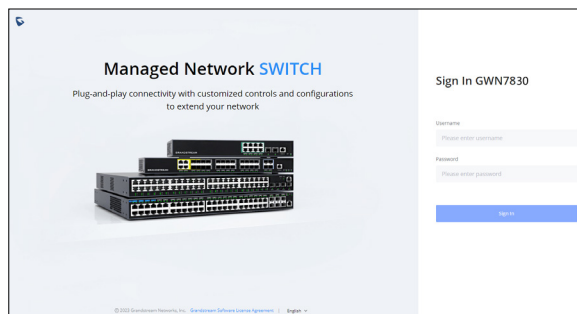 Managed Network SWITCH
Plug-and-play connectivity with customized controls and configurations
to extend your network
Sign In GWN7830
Username
Please enter username
Password
Please enter password
Sign In
© 2023 Grandstream Networks, Inc. Grandstream Software License Agreement | English